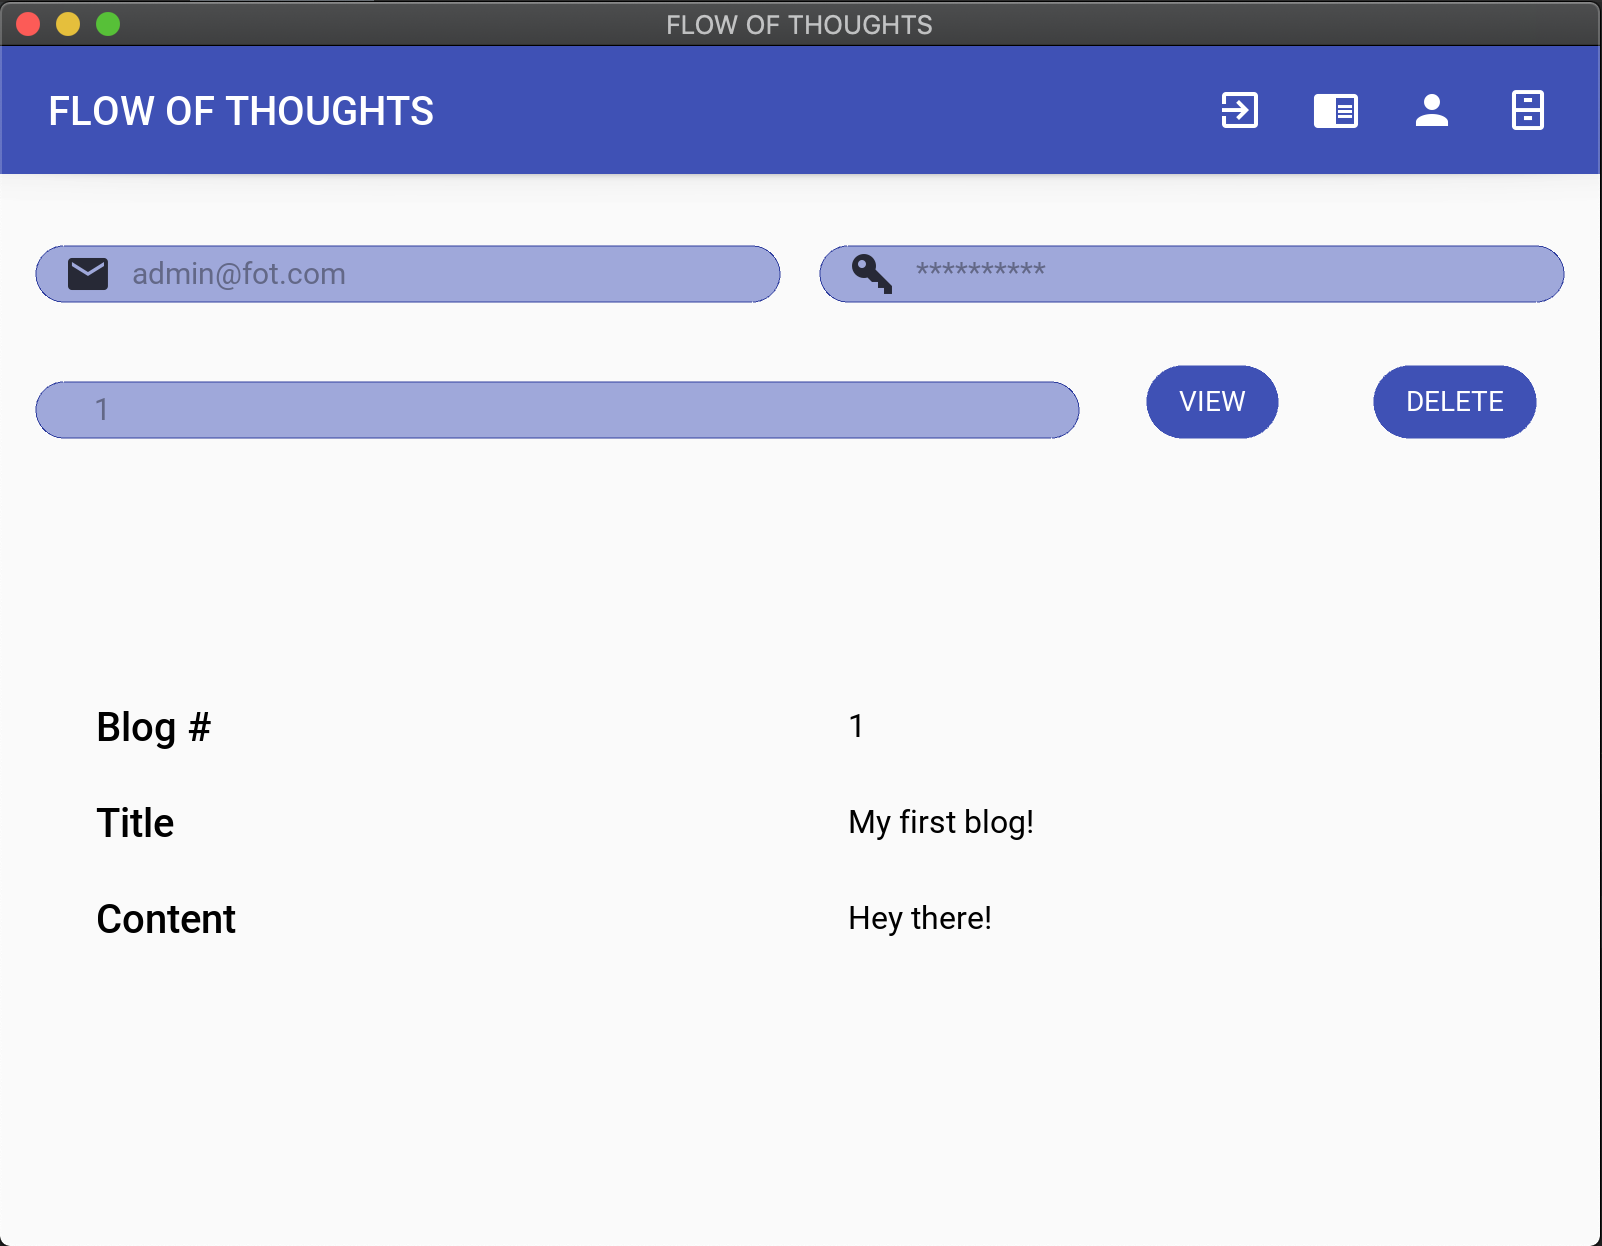 FLOW OF THOUGHTS
FLOW OF THOUGHTS
admin@fot.com
**********
1
VIEW
DELETE
Blog #
1
Title
My first blog!
Content
Hey there!